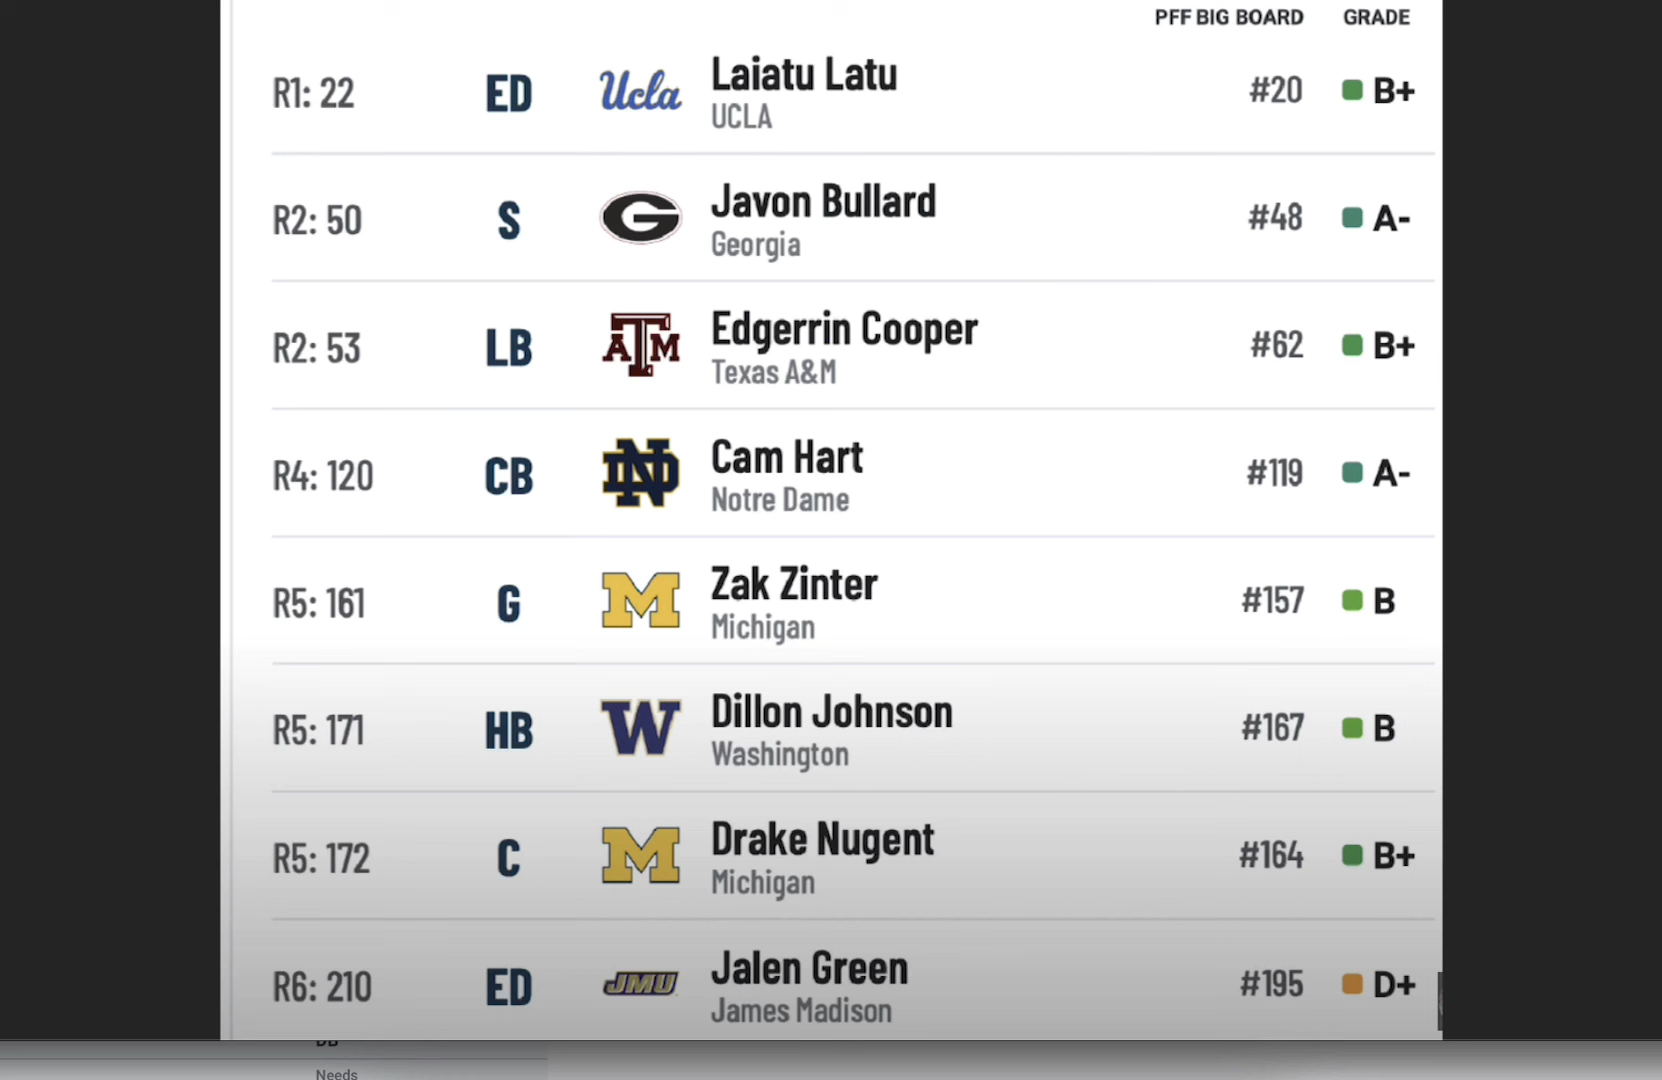 PFF BIG BOARD GRADE
R1: 22 ED Ucla Laiatu Latu #20 B+
UCLA
R2: 50 S G Javon Bullard #48 A-
Georgia
R2: 53 LB ATM Edgerrin Cooper #62 B+
Texas A&M
R4: 120 CB ND Cam Hart #119 A-
Notre Dame
R5: 161 G M Zak Zinter #157 B
Michigan
R5: 171 HB W Dillon Johnson #167 B
Washington
R5: 172 C M Drake Nugent #164 B+
Michigan
R6: 210 ED JMU Jalen Green #195 D+
James Madison
DB
Needs